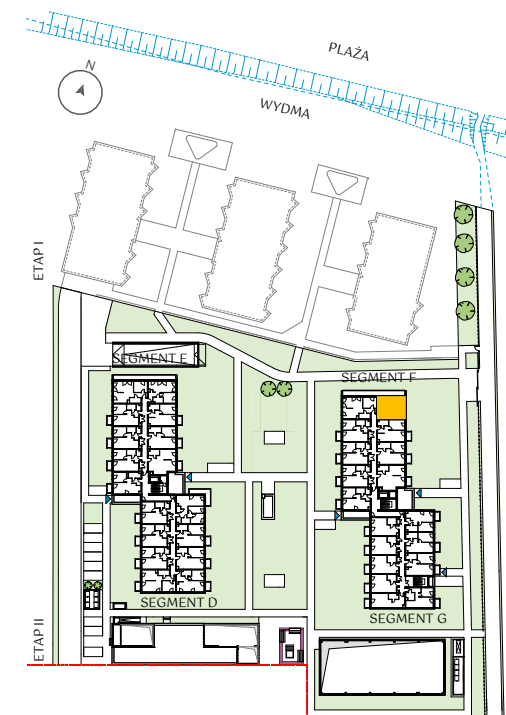 PLAŻA
N
WYDMA
ETAP I
SEGMENT E
SEGMENT F
SEGMENT D
SEGMENT G
ETAP II